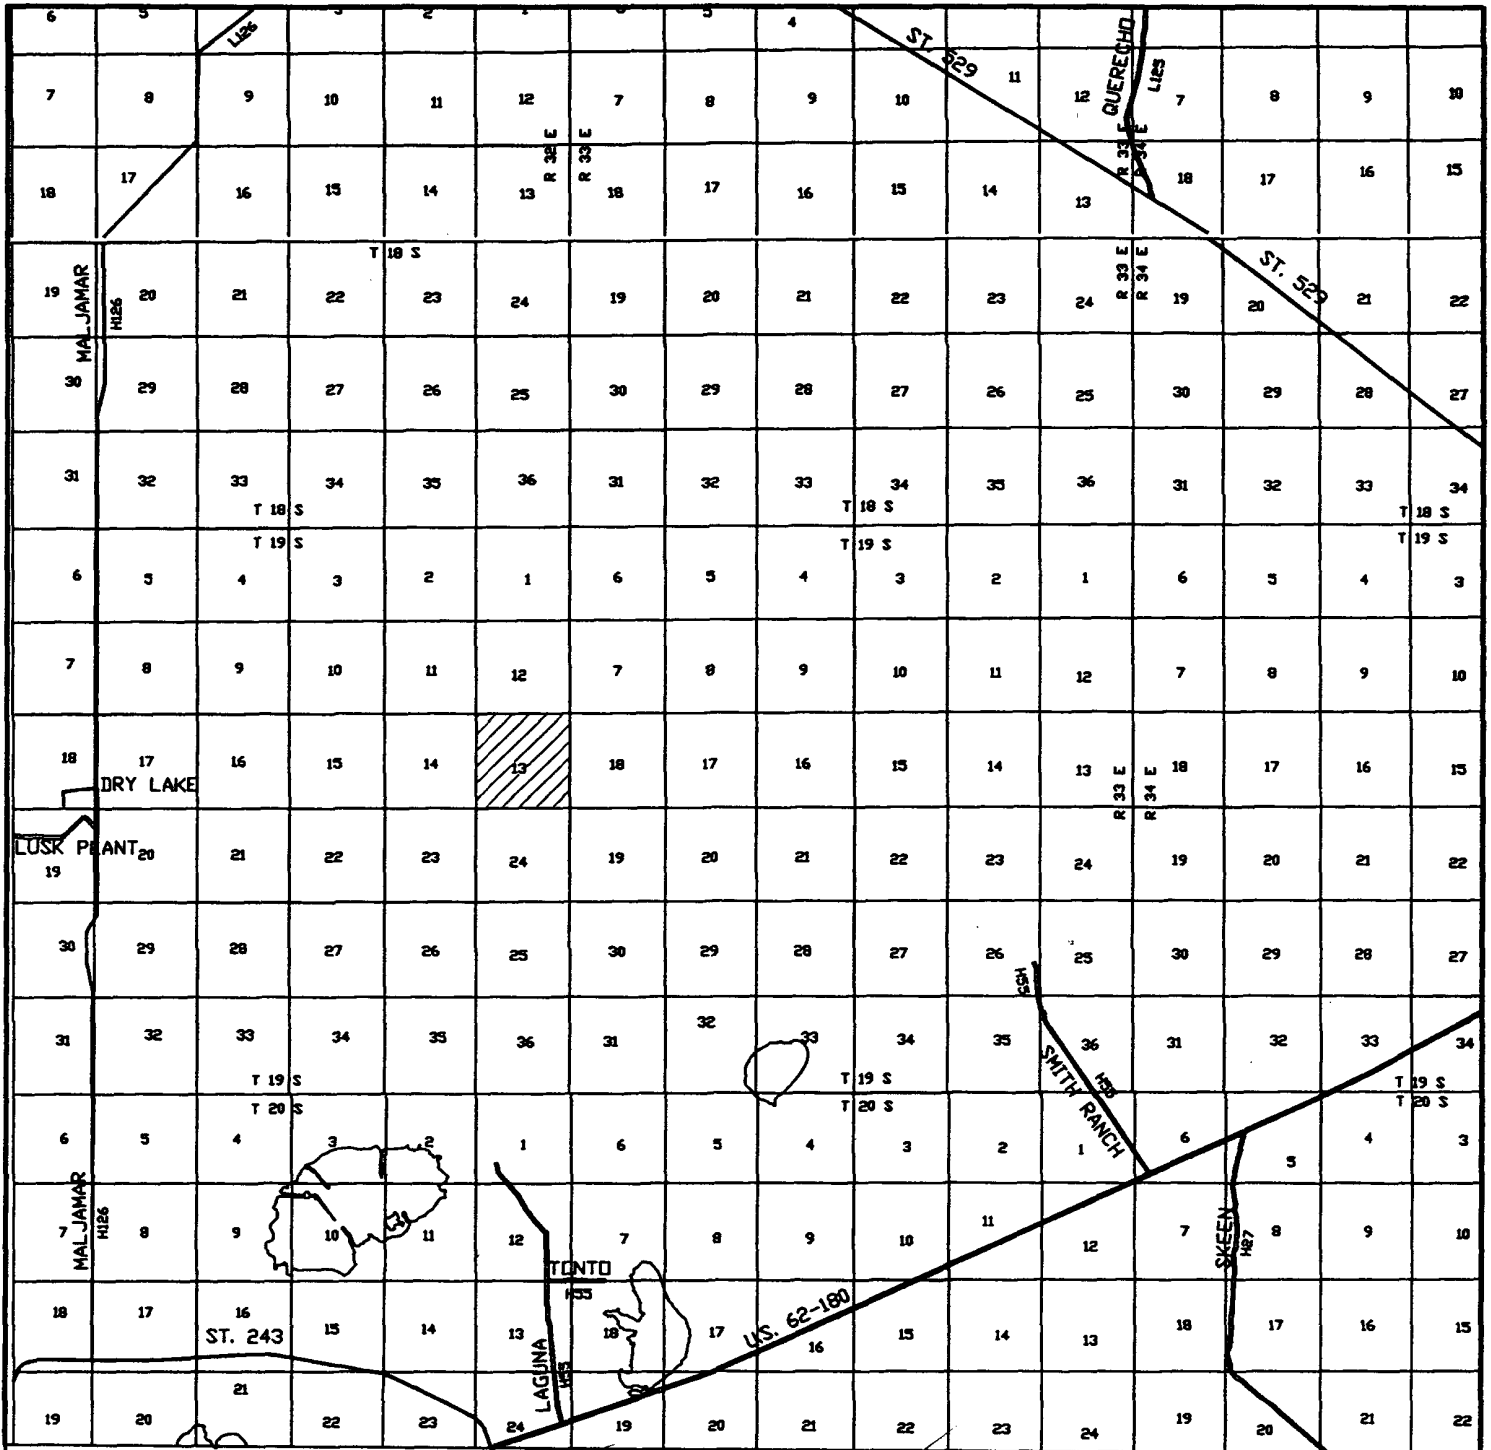 6 5 3 2 1 6 5 4
L126
ST. 529
QUERECHO
L125
7 8 9 10 11 12 7 8 9 10 11 12 7 8 9 10
R 32 E
R 33 E
R 33 E
R 34 E
18 17 16 15 14 13 18 17 16 15 14 13 18 17 16 15
T 18 S
R 33 E
R 34 E
ST. 529
MALJAMAR
H126
19 20 21 22 23 24 19 20 21 22 23 24 19 20 21 22
30 29 28 27 26 25 30 29 28 27 26 25 30 29 28 27
31 32 33 34 35 36 31 32 33 34 35 36 31 32 33 34
T 18 S T 18 S T 18 S
T 19 S T 19 S T 19 S
6 5 4 3 2 1 6 5 4 3 2 1 6 5 4 3
7 8 9 10 11 12 7 8 9 10 11 12 7 8 9 10
18 17 16 15 14 13 18 17 16 15 14 13 18 17 16 15
R 33 E
R 34 E
DRY LAKE
LUSK PLANT
19 20 21 22 23 24 19 20 21 22 23 24 19 20 21 22
30 29 28 27 26 25 30 29 28 27 26 25 30 29 28 27
H55
31 32 33 34 35 36 31 32 33 34 35 36 31 32 33 34
SMITH RANCH
H55
T 19 S T 19 S T 19 S
T 20 S T 20 S T 20 S
6 5 4 3 2 1 6 5 4 3 2 1 6 5 4 3
MALJAMAR
H126
7 8 9 10 11 12 7 8 9 10 11 12 7 8 9 10
SKEEN
H27
TONTO
H55
18 17 16 15 14 13 18 17 16 15 14 13 18 17 16 15
ST. 243
U.S. 62-180
LAGUNA
H55
19 20 21 22 23 24 19 20 21 22 23 24 19 20 21 22